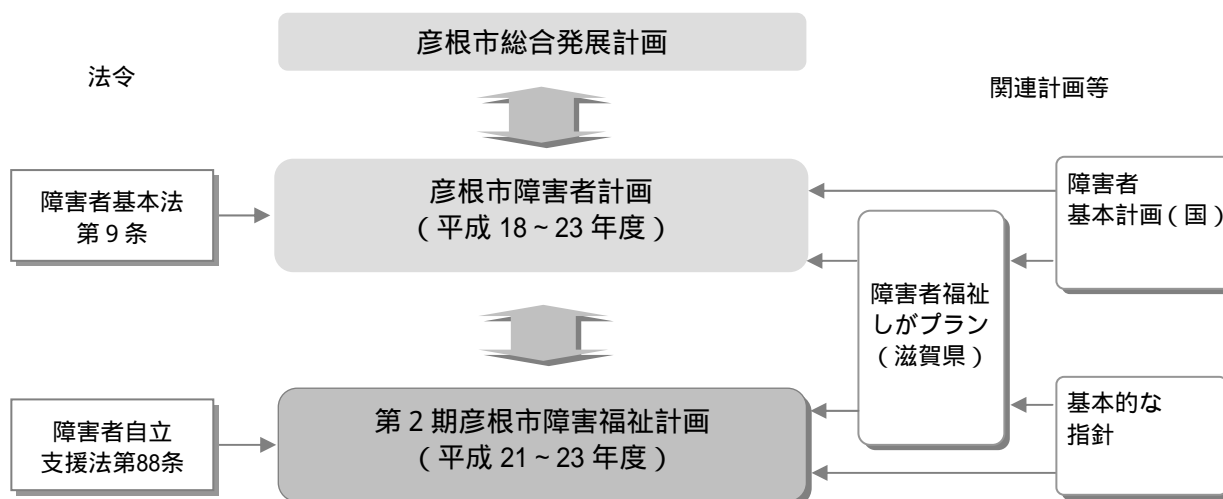 彦根市総合発展計画
法令
関連計画等
障害者基本法
第９条
彦根市障害者計画
（平成 18～23 年度）
障害者
基本計画（国）
障害者福祉
しがプラン
（滋賀県）
障害者自立
支援法第88条
第２期彦根市障害福祉計画
（平成 21～23 年度）
基本的な
指針